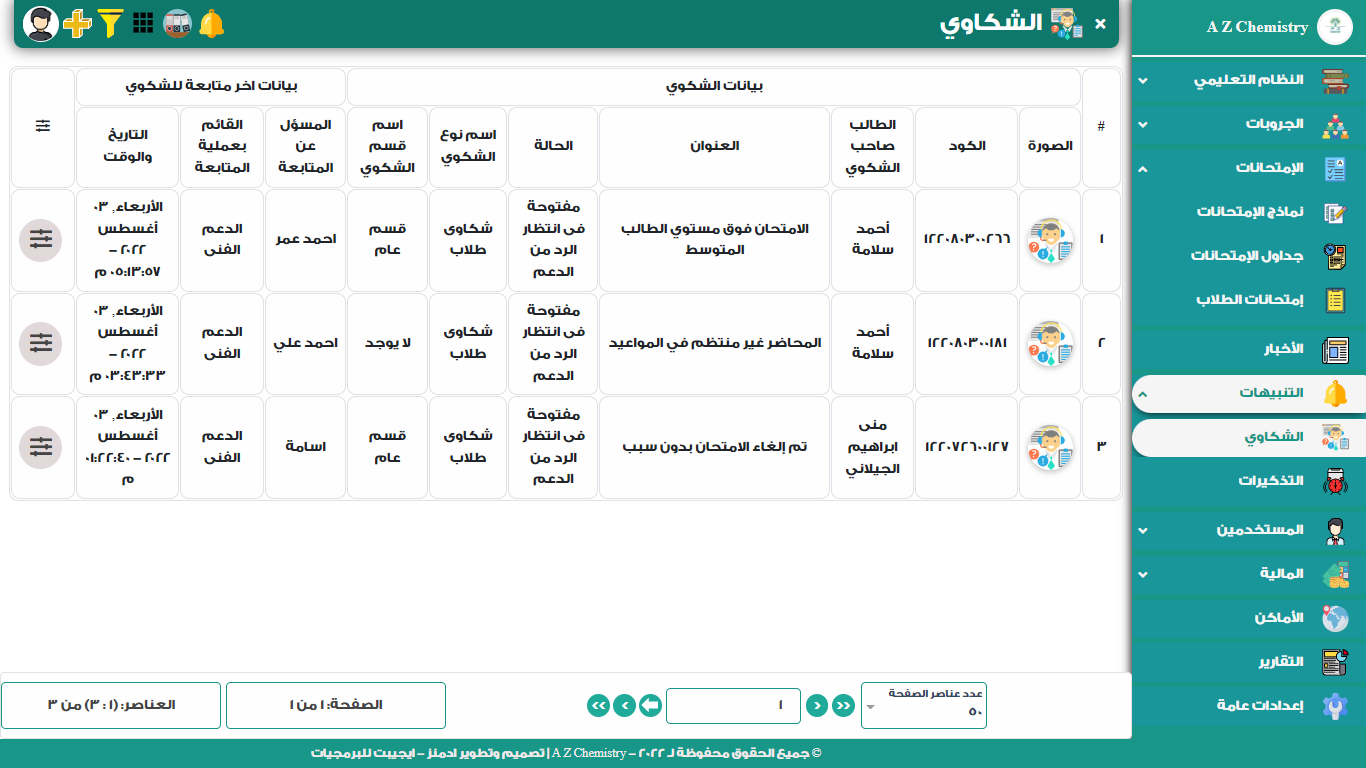 الشكاوي
A Z Chemistry
النظام التعليمي
الجروبات
الإمتحانات
نماذج الإمتحانات
جداول الإمتحانات
إمتحانات الطلاب
الأخبار
التنبيهات
الشكاوي
التذكيرات
المستخدمين
المالية
الأماكن
التقارير
إعدادات عامة
بيانات الشكوي
بيانات اخر متابعة للشكوي
#
الصورة
الكود
الطالب
صاحب
الشكوي
العنوان
الحالة
اسم نوع
الشكوي
اسم
قسم
الشكوي
المسؤل
عن
المتابعة
القائم
بعملية
المتابعة
التاريخ
والوقت
١
١٢٢٠٨٠٣٠٠٢٦٦
أحمد
سلامة
الامتحان فوق مستوي الطالب
المتوسط
مفتوحة
فى انتظار
الرد من
الدعم
شكاوى
طلاب
قسم
عام
احمد عمر
الدعم
الفنى
الأربعاء, ٠٣
أغسطس
٢٠٢٢ –
٠٥:١٣:٥٧ م
٢
١٢٢٠٨٠٣٠٠١٨١
أحمد
سلامة
المحاضر غير منتظم في المواعيد
مفتوحة
فى انتظار
الرد من
الدعم
شكاوى
طلاب
لا يوجد
احمد علي
الدعم
الفنى
الأربعاء, ٠٣
أغسطس
٢٠٢٢ –
٠٣:٤٣:٣٣ م
٣
١٢٢٠٧٢٦٠٠١٢٧
منى
ابراهيم
الجيلاني
تم إلغاء الامتحان بدون سبب
مفتوحة
فى انتظار
الرد من
الدعم
شكاوى
طلاب
قسم
عام
اسامة
الدعم
الفنى
الأربعاء, ٠٣
أغسطس
٢٠٢٢ – ٠١:٢٢:٤٠
م
عدد عناصر الصفحة
٥٠
١
الصفحة: ١ من ١
العناصر: (١ : ٣) من ٣
© جميع الحقوق محفوظة لـ ٢٠٢٢ – A Z Chemistry | تصميم وتطوير ادمنز – ايجيبت للبرمجيات